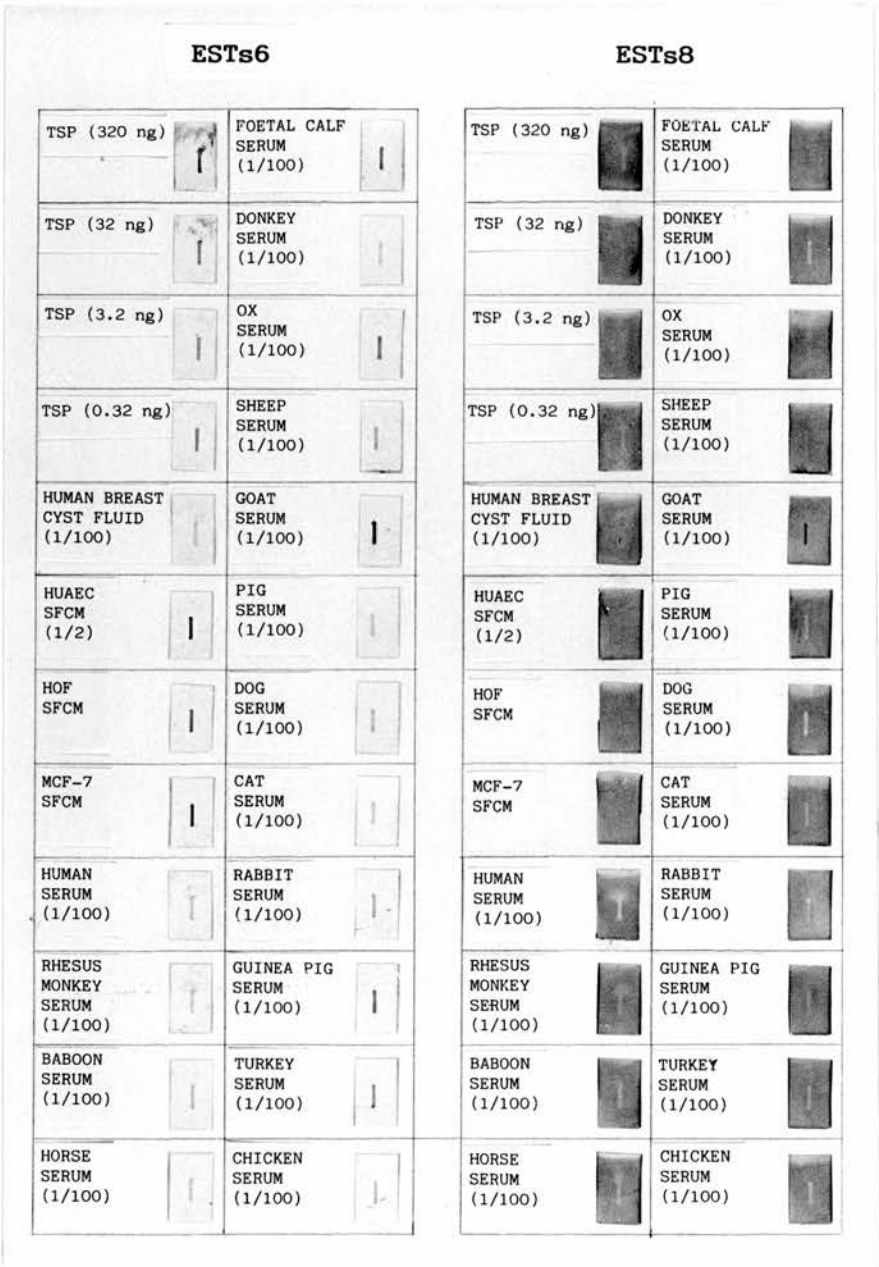 ESTs6
TSP (320 ng)
FOETAL CALF
SERUM
(1/100)
TSP (32 ng)
DONKEY
SERUM
(1/100)
TSP (3.2 ng)
OX
SERUM
(1/100)
TSP (0.32 ng)
SHEEP
SERUM
(1/100)
HUMAN BREAST
CYST FLUID
(1/100)
GOAT
SERUM
(1/100)
HUAEC
SFCM
(1/2)
PIG
SERUM
(1/100)
HOF
SFCM
DOG
SERUM
(1/100)
MCF-7
SFCM
CAT
SERUM
(1/100)
HUMAN
SERUM
(1/100)
RABBIT
SERUM
(1/100)
RHESUS
MONKEY
SERUM
(1/100)
GUINEA PIG
SERUM
(1/100)
BABOON
SERUM
(1/100)
TURKEY
SERUM
(1/100)
HORSE
SERUM
(1/100)
CHICKEN
SERUM
(1/100)
ESTs8
TSP (320 ng)
FOETAL CALF
SERUM
(1/100)
TSP (32 ng)
DONKEY
SERUM
(1/100)
TSP (3.2 ng)
OX
SERUM
(1/100)
TSP (0.32 ng)
SHEEP
SERUM
(1/100)
HUMAN BREAST
CYST FLUID
(1/100)
GOAT
SERUM
(1/100)
HUAEC
SFCM
(1/2)
PIG
SERUM
(1/100)
HOF
SFCM
DOG
SERUM
(1/100)
MCF-7
SFCM
CAT
SERUM
(1/100)
HUMAN
SERUM
(1/100)
RABBIT
SERUM
(1/100)
RHESUS
MONKEY
SERUM
(1/100)
GUINEA PIG
SERUM
(1/100)
BABOON
SERUM
(1/100)
TURKEY
SERUM
(1/100)
HORSE
SERUM
(1/100)
CHICKEN
SERUM
(1/100)